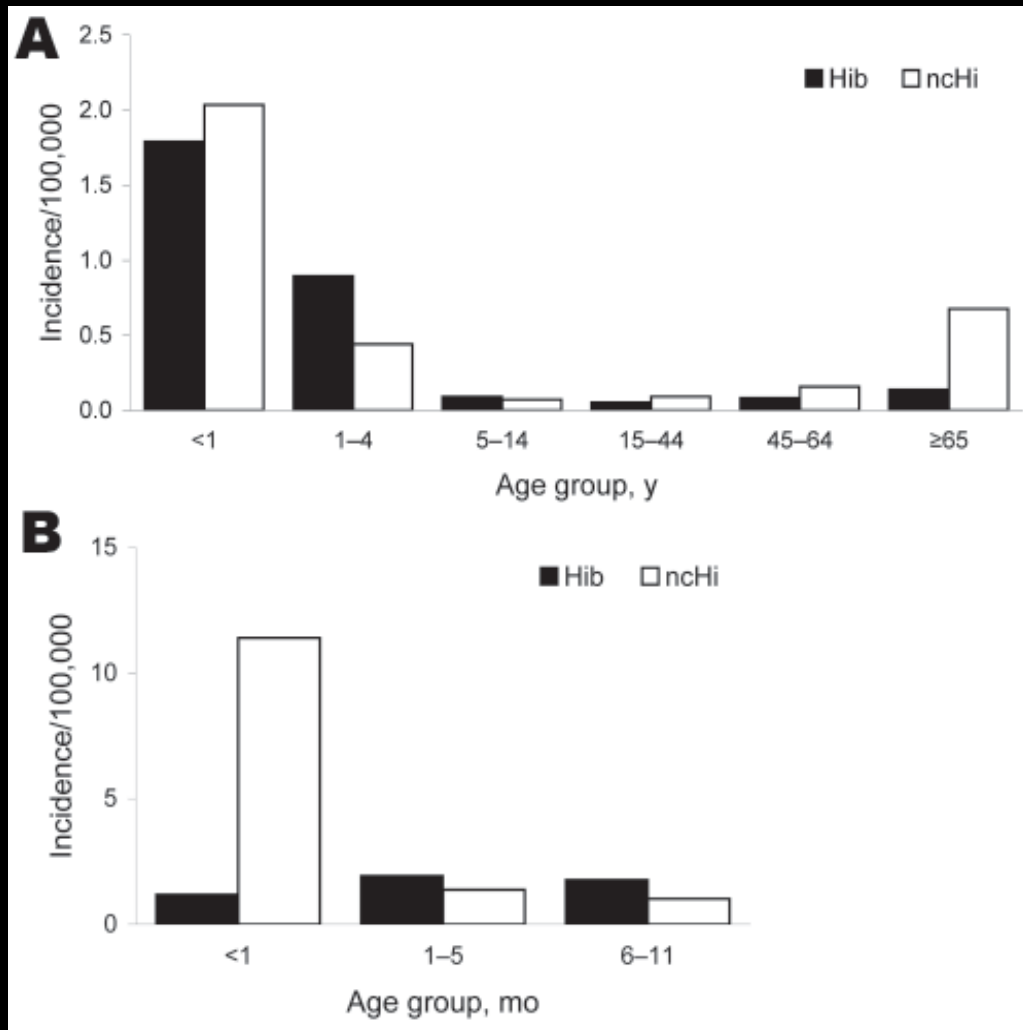 A
2.5
Hib ncHi
2.0
1.5
1.0
0.5
0.0
Incidence/100,000
<1 1–4 5–14 15–44 45–64 ≥65
Age group, y
B
15
Hib ncHi
10
5
0
Incidence/100,000
<1 1–5 6–11
Age group, mo